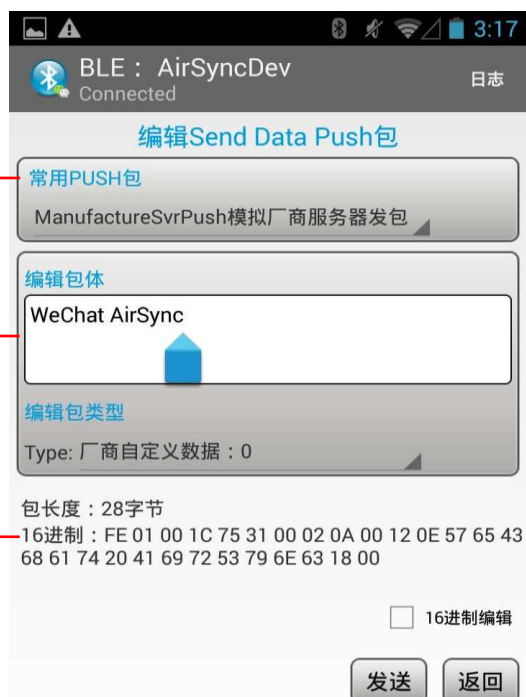 3:17
BLE： AirSyncDev
Connected
日志
编辑Send Data Push包
常用PUSH包
ManufactureSvrPush模拟厂商服务器发包
编辑包体
WeChat AirSync
编辑包类型
Type: 厂商自定义数据：0
包长度：28字节
16进制：FE 01 00 1C 75 31 00 02 0A 00 12 0E 57 65 43
68 61 74 20 41 69 72 53 79 6E 63 18 00
16进制编辑
发送
返回